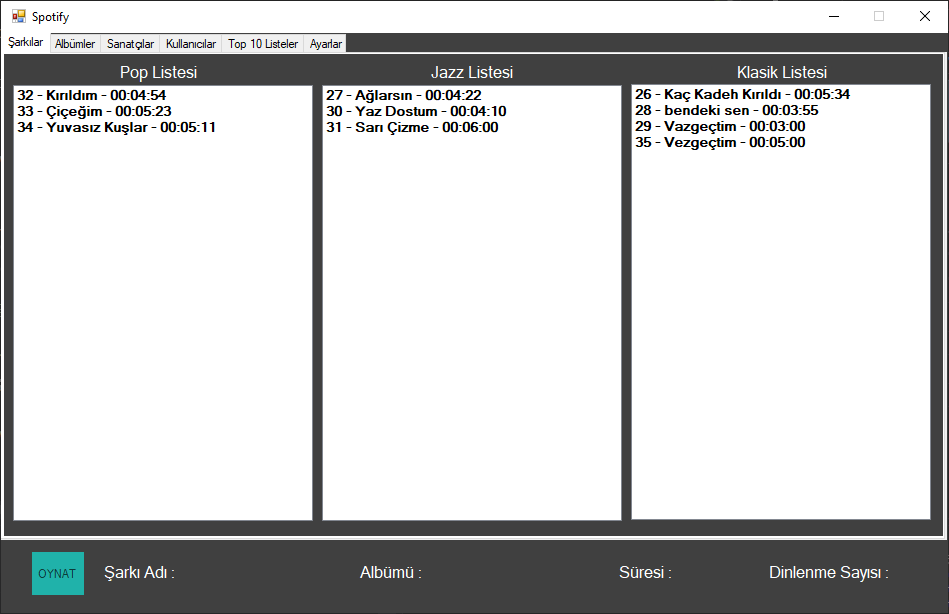 Spotify
Şarkılar Albümler Sanatçılar Kullanıcılar Top 10 Listeler Ayarlar
Pop Listesi
32 - Kırıldım - 00:04:54
33 - Çiçeğim - 00:05:23
34 - Yuvasız Kuşlar - 00:05:11
Jazz Listesi
27 - Ağlarsın - 00:04:22
30 - Yaz Dostum - 00:04:10
31 - Sarı Çizme - 00:06:00
Klasik Listesi
26 - Kaç Kadeh Kırıldı - 00:05:34
28 - bendeki sen - 00:03:55
29 - Vazgeçtim - 00:03:00
35 - Vezgeçtim - 00:05:00
OYNAT Şarkı Adı : Albümü : Süresi : Dinlenme Sayısı :